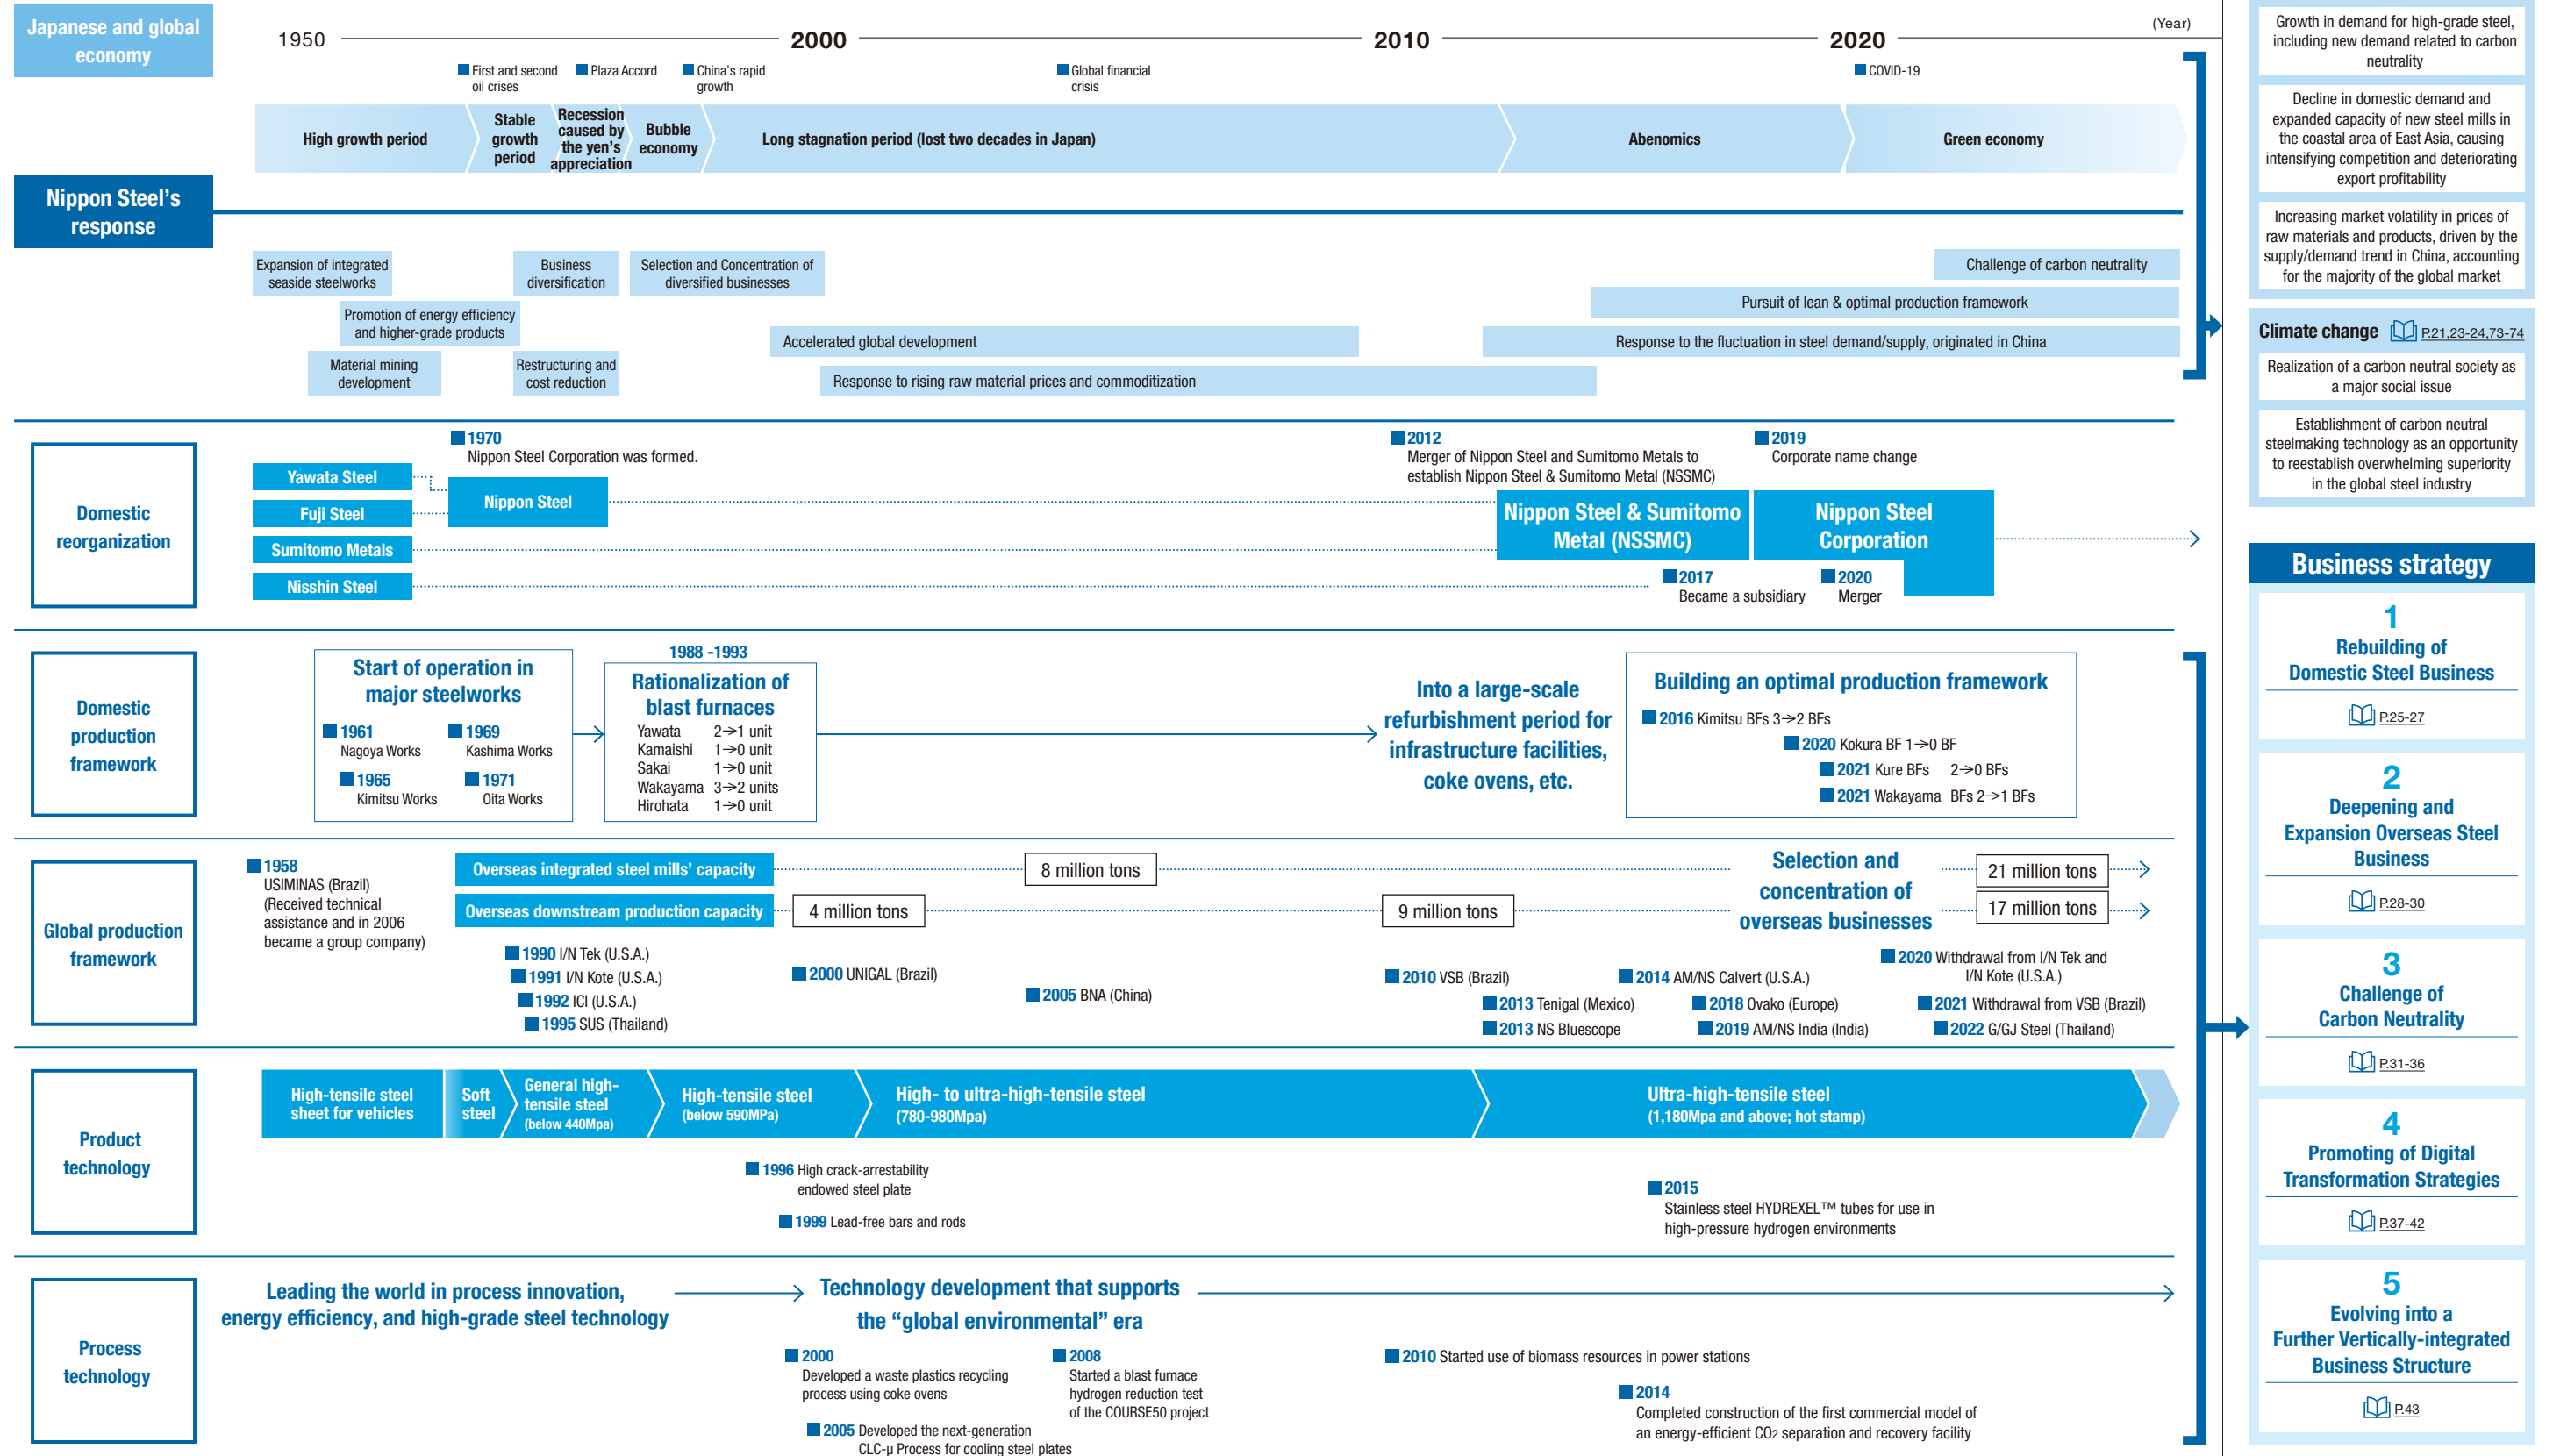 Japanese and global
economy
1950
2000
2010
2020
(Year)
First and second
oil crises
Plaza Accord
China's rapid
growth
Global financial
crisis
COVID-19
High growth period
Stable
growth
period
Recession
caused by
the yen's
appreciation
Bubble
economy
Long stagnation period (lost two decades in Japan)
Abenomics
Green economy
Nippon Steel's
response
Expansion of integrated
seaside steelworks
Business
diversification
Selection and Concentration of
diversified businesses
Challenge of carbon neutrality
Promotion of energy efficiency
and higher-grade products
Pursuit of lean & optimal production framework
Accelerated global development
Response to the fluctuation in steel demand/supply, originated in China
Material mining
development
Restructuring and
cost reduction
Response to rising raw material prices and commoditization
Domestic
reorganization
1970
Nippon Steel Corporation was formed.
2012
Merger of Nippon Steel and Sumitomo Metals to
establish Nippon Steel & Sumitomo Metal (NSSMC)
2019
Corporate name change
Yawata Steel
Fuji Steel
Sumitomo Metals
Nisshin Steel
Nippon Steel
Nippon Steel & Sumitomo
Metal (NSSMC)
Nippon Steel
Corporation
2017
Became a subsidiary
2020
Merger
Domestic
production
framework
Start of operation in
major steelworks
1961
Nagoya Works
1969
Kashima Works
1965
Kimitsu Works
1971
Oita Works
1988 -1993
Rationalization of
blast furnaces
Yawata 2→1 unit
Kamaishi 1→0 unit
Sakai 1→0 unit
Wakayama 3→2 units
Hirohata 1→0 unit
Into a large-scale
refurbishment period for
infrastructure facilities,
coke ovens, etc.
Building an optimal production framework
2016 Kimitsu BFs 3→2 BFs
2020 Kokura BF 1→0 BF
2021 Kure BFs 2→0 BFs
2021 Wakayama BFs 2→1 BFs
Global production
framework
1958
USIMINAS (Brazil)
(Received technical
assistance and in 2006
became a group company)
Overseas integrated steel mills' capacity
8 million tons
21 million tons
Overseas downstream production capacity
4 million tons
9 million tons
17 million tons
Selection and
concentration of
overseas businesses
1990 I/N Tek (U.S.A.)
1991 I/N Kote (U.S.A.)
1992 ICI (U.S.A.)
1995 SUS (Thailand)
2000 UNIGAL (Brazil)
2005 BNA (China)
2010 VSB (Brazil)
2013 Tenigal (Mexico)
2013 NS Bluescope
2014 AM/NS Calvert (U.S.A.)
2018 Ovako (Europe)
2019 AM/NS India (India)
2020 Withdrawal from I/N Tek and
I/N Kote (U.S.A.)
2021 Withdrawal from VSB (Brazil)
2022 G/GJ Steel (Thailand)
Product
technology
High-tensile steel
sheet for vehicles
Soft
steel
General high-
tensile steel
(below 440Mpa)
High-tensile steel
(below 590MPa)
High- to ultra-high-tensile steel
(780-980Mpa)
Ultra-high-tensile steel
(1,180Mpa and above; hot stamp)
1996 High crack-arrestability
endowed steel plate
1999 Lead-free bars and rods
2015
Stainless steel HYDREXEL™ tubes for use in
high-pressure hydrogen environments
Process
technology
Leading the world in process innovation,
energy efficiency, and high-grade steel technology
Technology development that supports
the “global environmental” era
2000
Developed a waste plastics recycling
process using coke ovens
2005 Developed the next-generation
CLC-μ Process for cooling steel plates
2008
Started a blast furnace
hydrogen reduction test
of the COURSE50 project
2010 Started use of biomass resources in power stations
2014
Completed construction of the first commercial model of
an energy-efficient CO2 separation and recovery facility
Growth in demand for high-grade steel,
including new demand related to carbon
neutrality
Decline in domestic demand and
expanded capacity of new steel mills in
the coastal area of East Asia, causing
intensifying competition and deteriorating
export profitability
Increasing market volatility in prices of
raw materials and products, driven by the
supply/demand trend in China, accounting
for the majority of the global market
Climate change P.21,23-24,73-74
Realization of a carbon neutral society as
a major social issue
Establishment of carbon neutral
steelmaking technology as an opportunity
to reestablish overwhelming superiority
in the global steel industry
Business strategy
1
Rebuilding of
Domestic Steel Business
P.25-27
2
Deepening and
Expansion Overseas Steel
Business
P.28-30
3
Challenge of
Carbon Neutrality
P.31-36
4
Promoting of Digital
Transformation Strategies
P.37-42
5
Evolving into a
Further Vertically-integrated
Business Structure
P.43